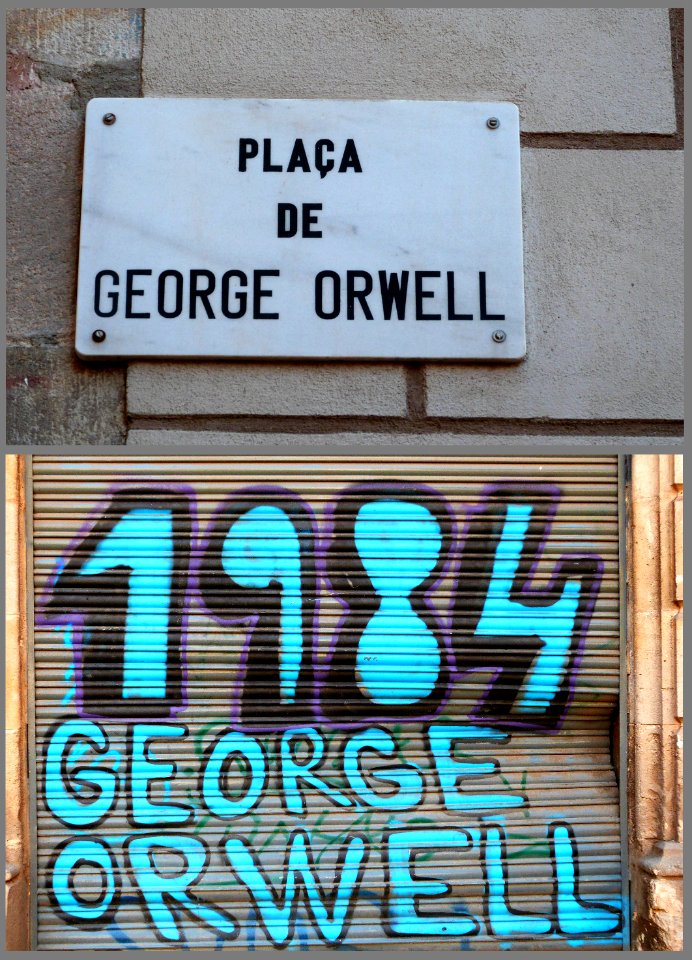 PLAÇA
DE
GEORGE ORWELL
1984
GEORGE
ORWELL